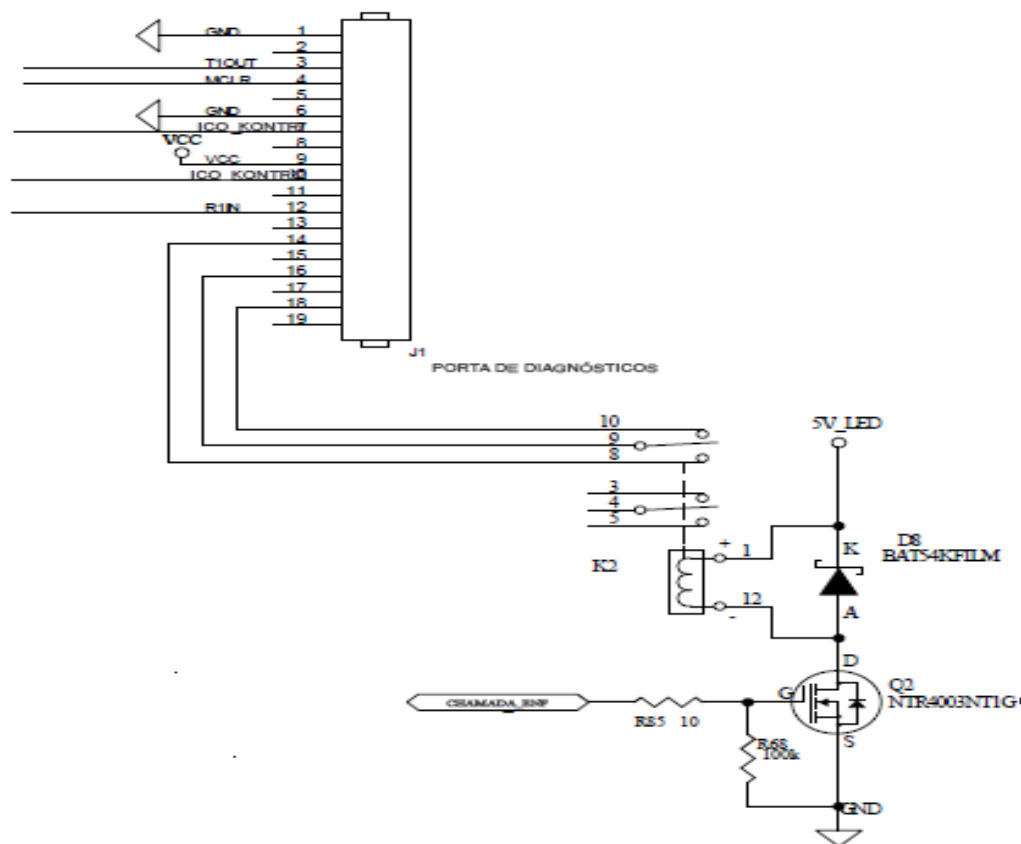 GND 1
2
T1OUT 3
MCLR 4
5
GND 6
ICO_KONTR 7
VCC 8
VCC 9
ICO_KONTR 10
11
R1IN 12
13
14
15
16
17
18
19
J1
PORTA DE DIAGNÓSTICOS
10
9
8
5V_LED
3
4
5
K2
+ 1
K
D8
BAT54KFILM
12
-
A
D
CHAMADA_ENF
G
Q2
NTR4003NT1G
R85 10
S
R68
100k
GND